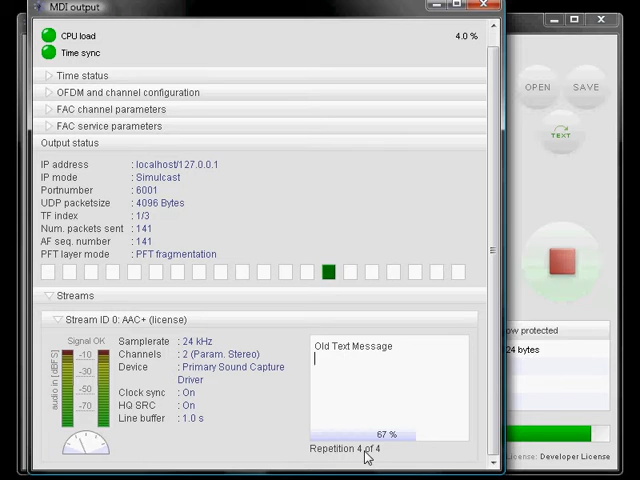 MDI output
CPU load 4.0 %
Time sync
Time status
OFDM and channel configuration
FAC channel parameters
FAC service parameters
Output status
IP address : localhost/127.0.0.1
IP mode : Simulcast
Portnumber : 6001
UDP packetsize : 4096 Bytes
TF index : 1/3
Num. packets sent : 141
AF seq. number : 141
PFT layer mode : PFT fragmentation
Streams
Stream ID 0: AAC+ (license)
Signal OK
audio in [dBFS]
-10
-30
-50
-70
Samplerate : 24 kHz
Channels : 2 (Param. Stereo)
Device : Primary Sound Capture
Driver
Clock sync : On
HQ SRC : On
Line buffer : 1.0 s
Old Text Message
67 %
Repetition 4 of 4
OPEN
SAVE
TEXT
ow protected
24 bytes
License: Developer License